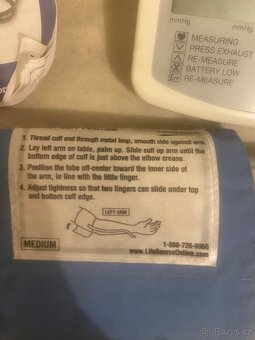 mmHg
mmHg
MEASURING
PRESS EXHAUST
RE-MEASURE
BATTERY LOW
EE RE-MEASURE
1. Thread cuff end through metal loop, smooth side against arm.
2. Lay left arm on table, palm up. Slide cuff up arm until the
bottom edge of cuff is just above the elbow crease.
3. Position the tube off-center toward the inner side of
the arm, in line with the little finger.
4. Adjust tightness so that two fingers can slide under top
and bottom cuff edge.
LEFT ARM
MEDIUM
1-888-726-9966
www.LifeSourceOnline.com
Bazoš.cz